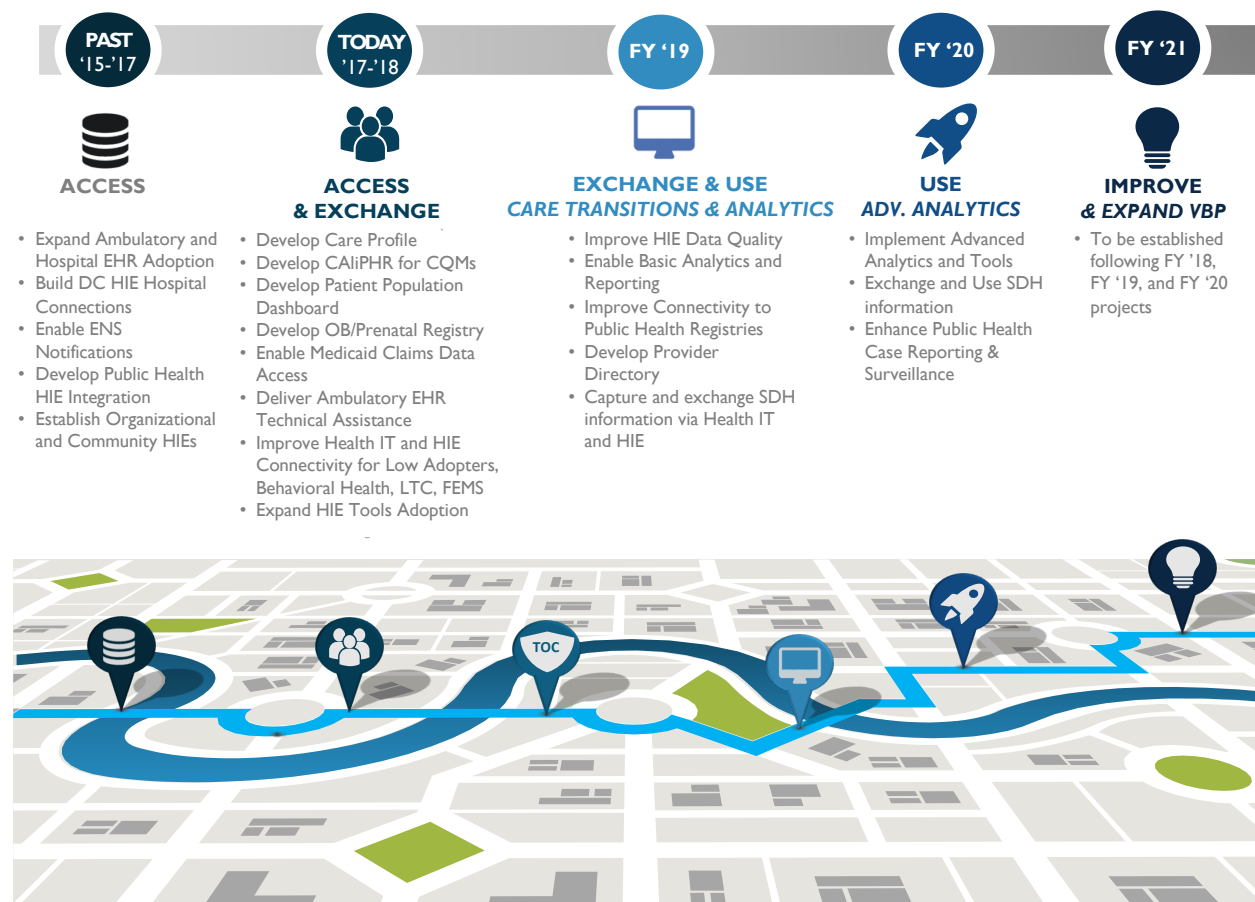 PAST
'15-'17
TODAY
'17-'18
FY '19
FY '20
FY '21
ACCESS
• Expand Ambulatory and
Hospital EHR Adoption
• Build DC HIE Hospital
Connections
• Enable ENS
Notifications
• Develop Public Health
HIE Integration
• Establish Organizational
and Community HIEs
ACCESS
& EXCHANGE
• Develop Care Profile
• Develop CAliPHR for CQMs
• Develop Patient Population
Dashboard
• Develop OB/Prenatal Registry
• Enable Medicaid Claims Data
Access
• Deliver Ambulatory EHR
Technical Assistance
• Improve Health IT and HIE
Connectivity for Low Adopters,
Behavioral Health, LTC, FEMS
• Expand HIE Tools Adoption
EXCHANGE & USE
CARE TRANSITIONS & ANALYTICS
• Improve HIE Data Quality
• Enable Basic Analytics and
Reporting
• Improve Connectivity to
Public Health Registries
• Develop Provider
Directory
• Capture and exchange SDH
information via Health IT
and HIE
USE
ADV. ANALYTICS
• Implement Advanced
Analytics and Tools
• Exchange and Use SDH
information
• Enhance Public Health
Case Reporting &
Surveillance
IMPROVE
& EXPAND VBP
• To be established
following FY '18,
FY '19, and FY '20
projects
TOC